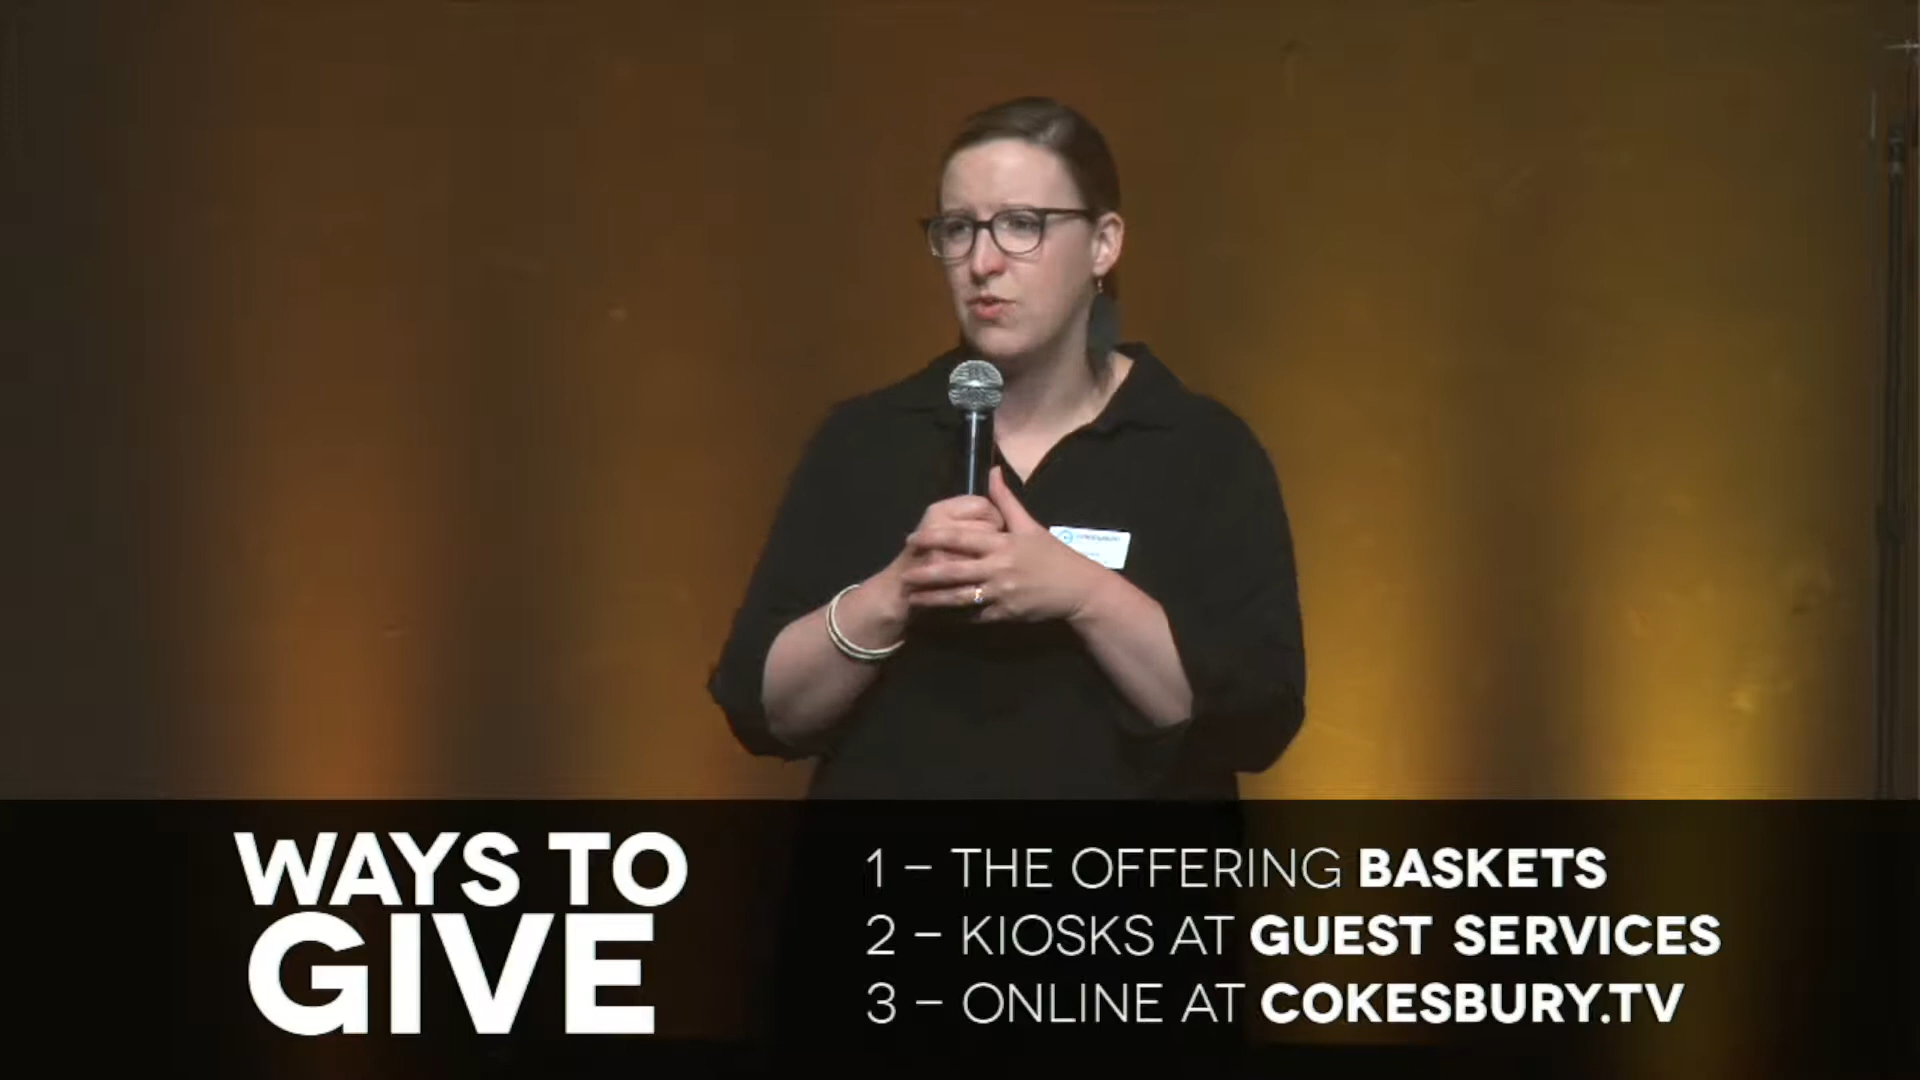 WAYS TO
GIVE
1 – THE OFFERING BASKETS
2 – KIOSKS AT GUEST SERVICES
3 – ONLINE AT COKESBURY.TV